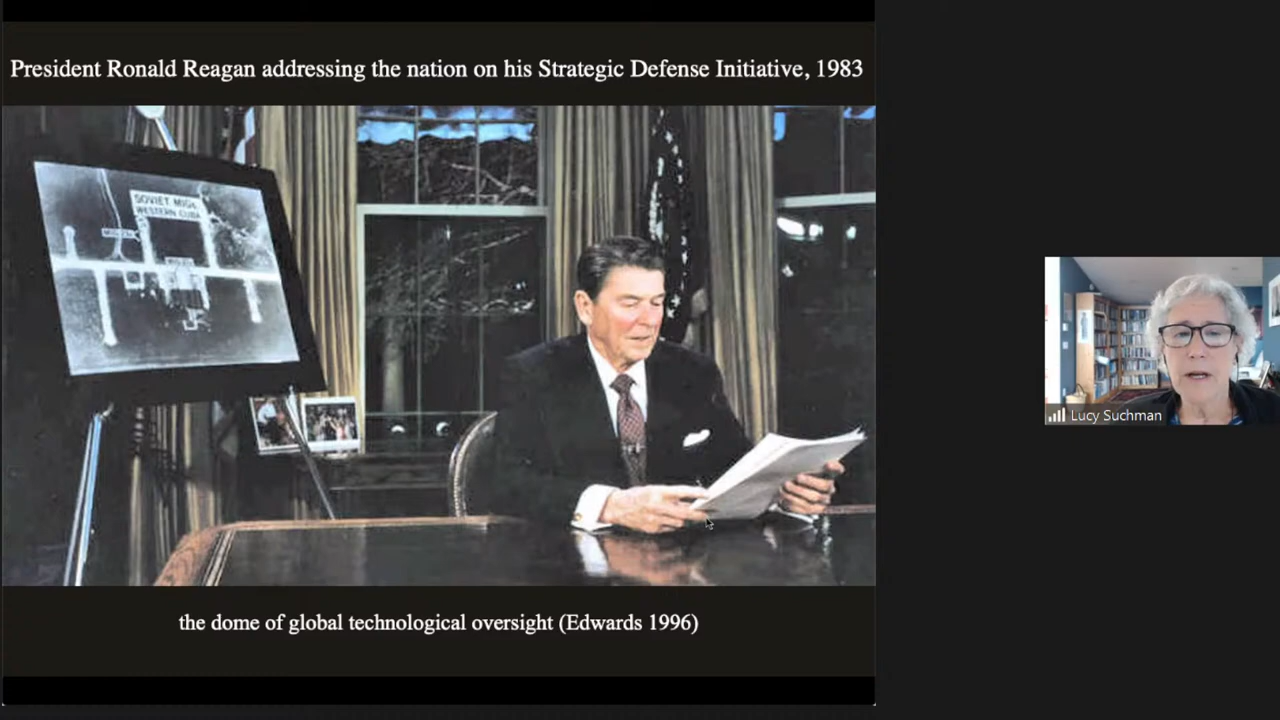 President Ronald Reagan addressing the nation on his Strategic Defense Initiative, 1983
SOVIET MIGs
WESTERN CUBA
the dome of global technological oversight (Edwards 1996)
Lucy Suchman